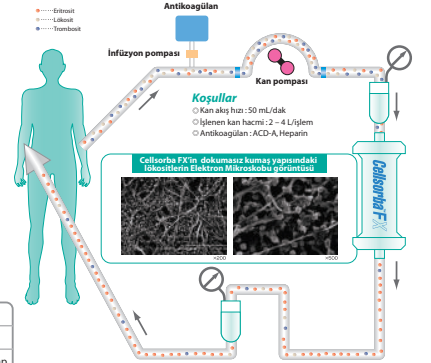 Eritrosit
Lökosit
Trombosit
Antikoagülan
İnfüzyon pompası
Kan pompası
Koşullar
Kan akış hızı : 50 mL/dak
İşlenen kan hacmi : 2 – 4 L/işlem
Antikoagülan : ACD-A, Heparin
Cellsorba FX'in dokumasız kumaş yapısındaki
lökositlerin Elektron Mikroskobu görüntüsü
×200
×500
Cellsorba FX